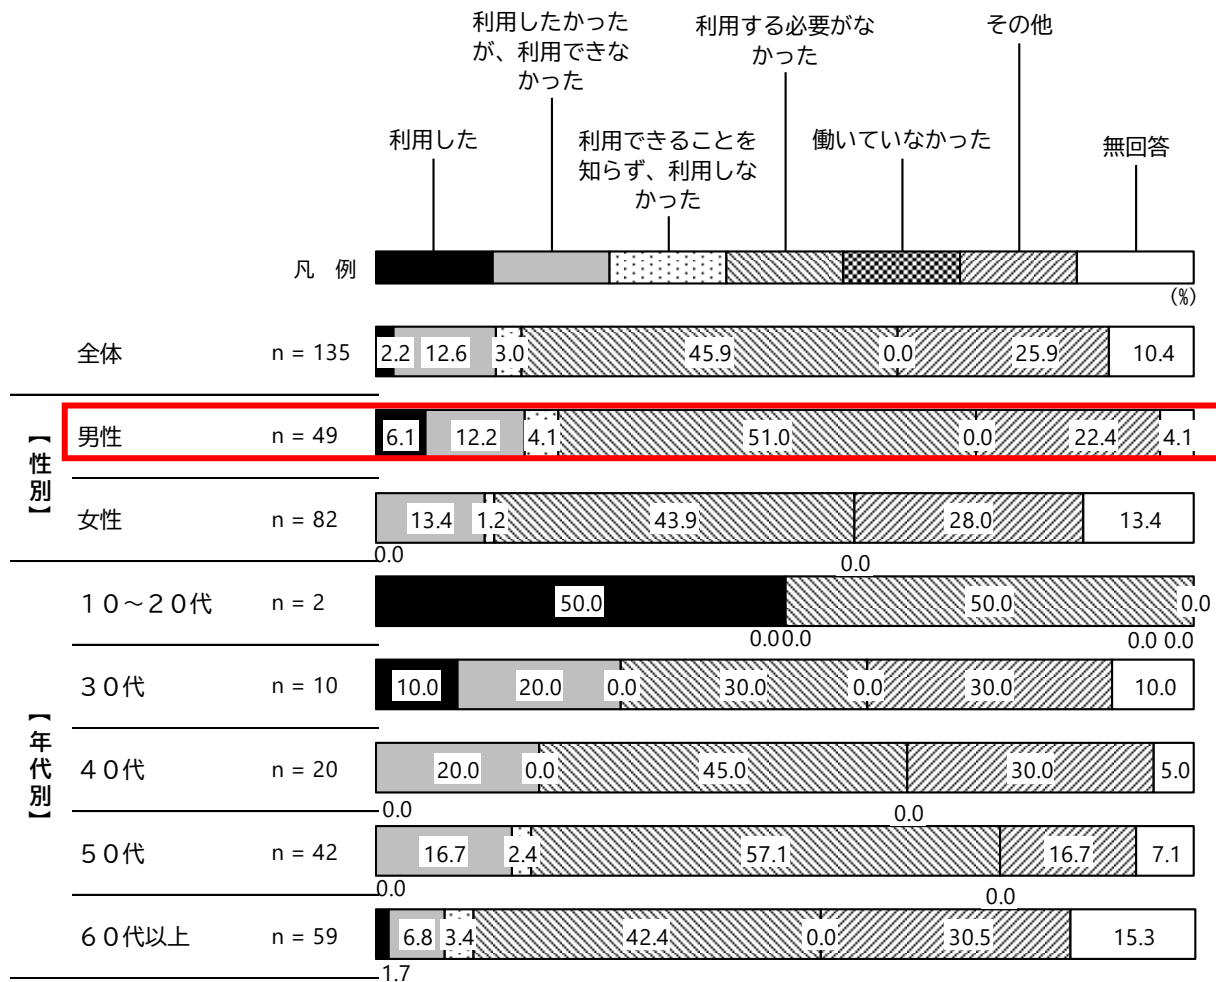 利用したかった
が、利用できな
かった
利用する必要がな
かった
その他
利用した
利用できることを
知らず、利用しな
かった
働いていなかった
無回答
凡 例
(%)
全体 n = 135 2.2 12.6 3.0 45.9 0.0 25.9 10.4
【性別】
男性 n = 49 6.1 12.2 4.1 51.0 0.0 22.4 4.1
女性 n = 82 13.4 1.2 43.9 28.0 13.4
0.0 0.0
【年代別】
10～20代 n = 2 50.0 50.0 0.0
0.0 0.0 0.0 0.0
30代 n = 10 10.0 20.0 0.0 30.0 0.0 30.0 10.0
40代 n = 20 20.0 0.0 45.0 30.0 5.0
0.0 0.0
50代 n = 42 16.7 2.4 57.1 16.7 7.1
0.0 0.0
60代以上 n = 59 6.8 3.4 42.4 0.0 30.5 15.3
1.7